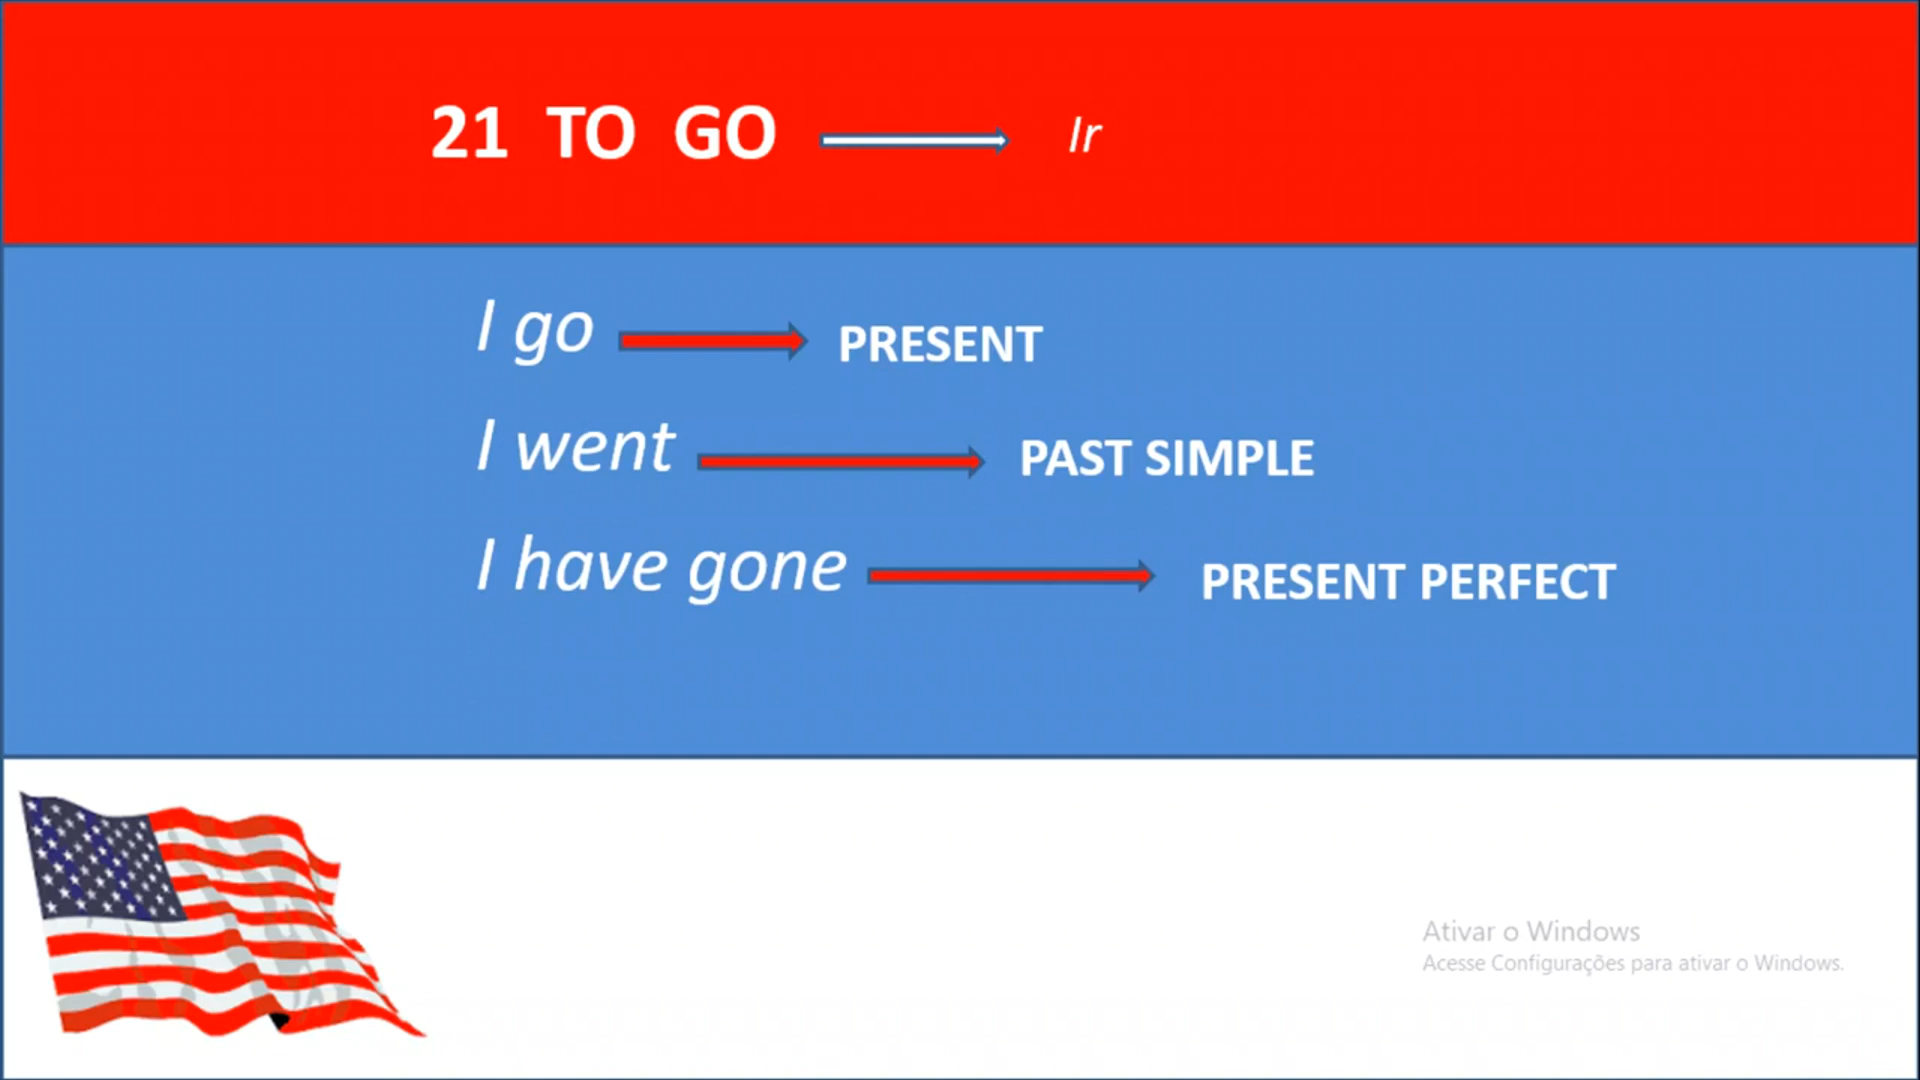 21 TO GO Ir
I go PRESENT
I went PAST SIMPLE
I have gone PRESENT PERFECT
Ativar o Windows
Acesse Configurações para ativar o Windows.